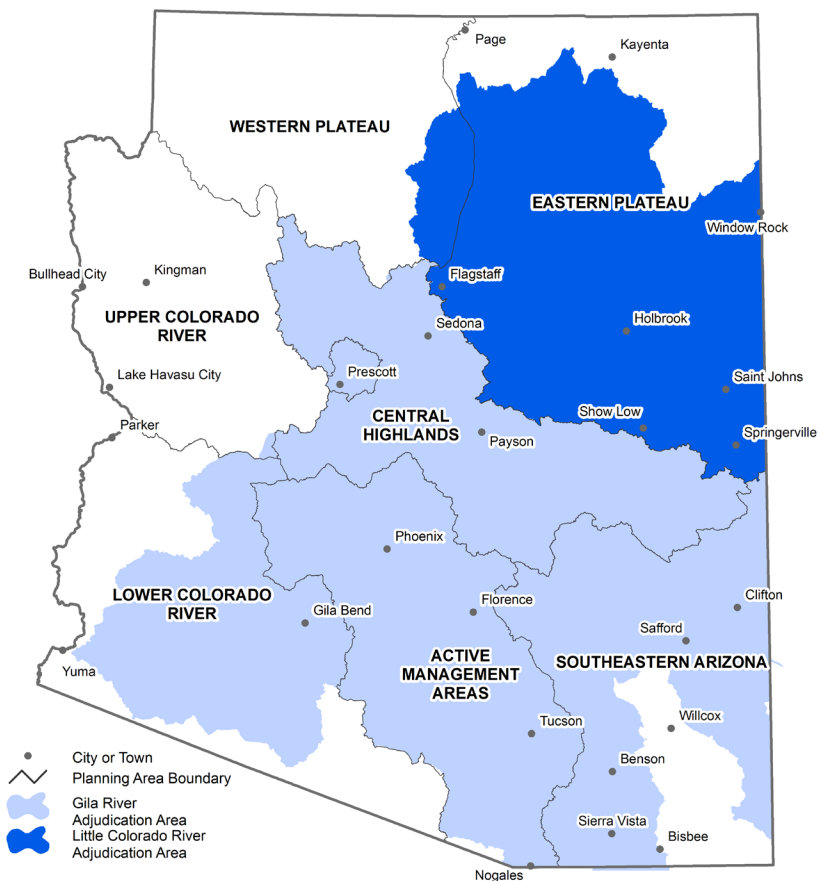 Page
Kayenta
WESTERN PLATEAU
EASTERN PLATEAU
Window Rock
Bullhead City
Kingman
Flagstaff
UPPER COLORADO
RIVER
Sedona
Holbrook
Lake Havasu City
Prescott
Saint Johns
Parker
CENTRAL
HIGHLANDS
Show Low
Payson
Springerville
Phoenix
LOWER COLORADO
RIVER
Gila Bend
Florence
Clifton
Safford
ACTIVE
MANAGEMENT
AREAS
SOUTHEASTERN ARIZONA
Yuma
Tucson
Willcox
Benson
Sierra Vista
Bisbee
Nogales
City or Town
Planning Area Boundary
Gila River
Adjudication Area
Little Colorado River
Adjudication Area